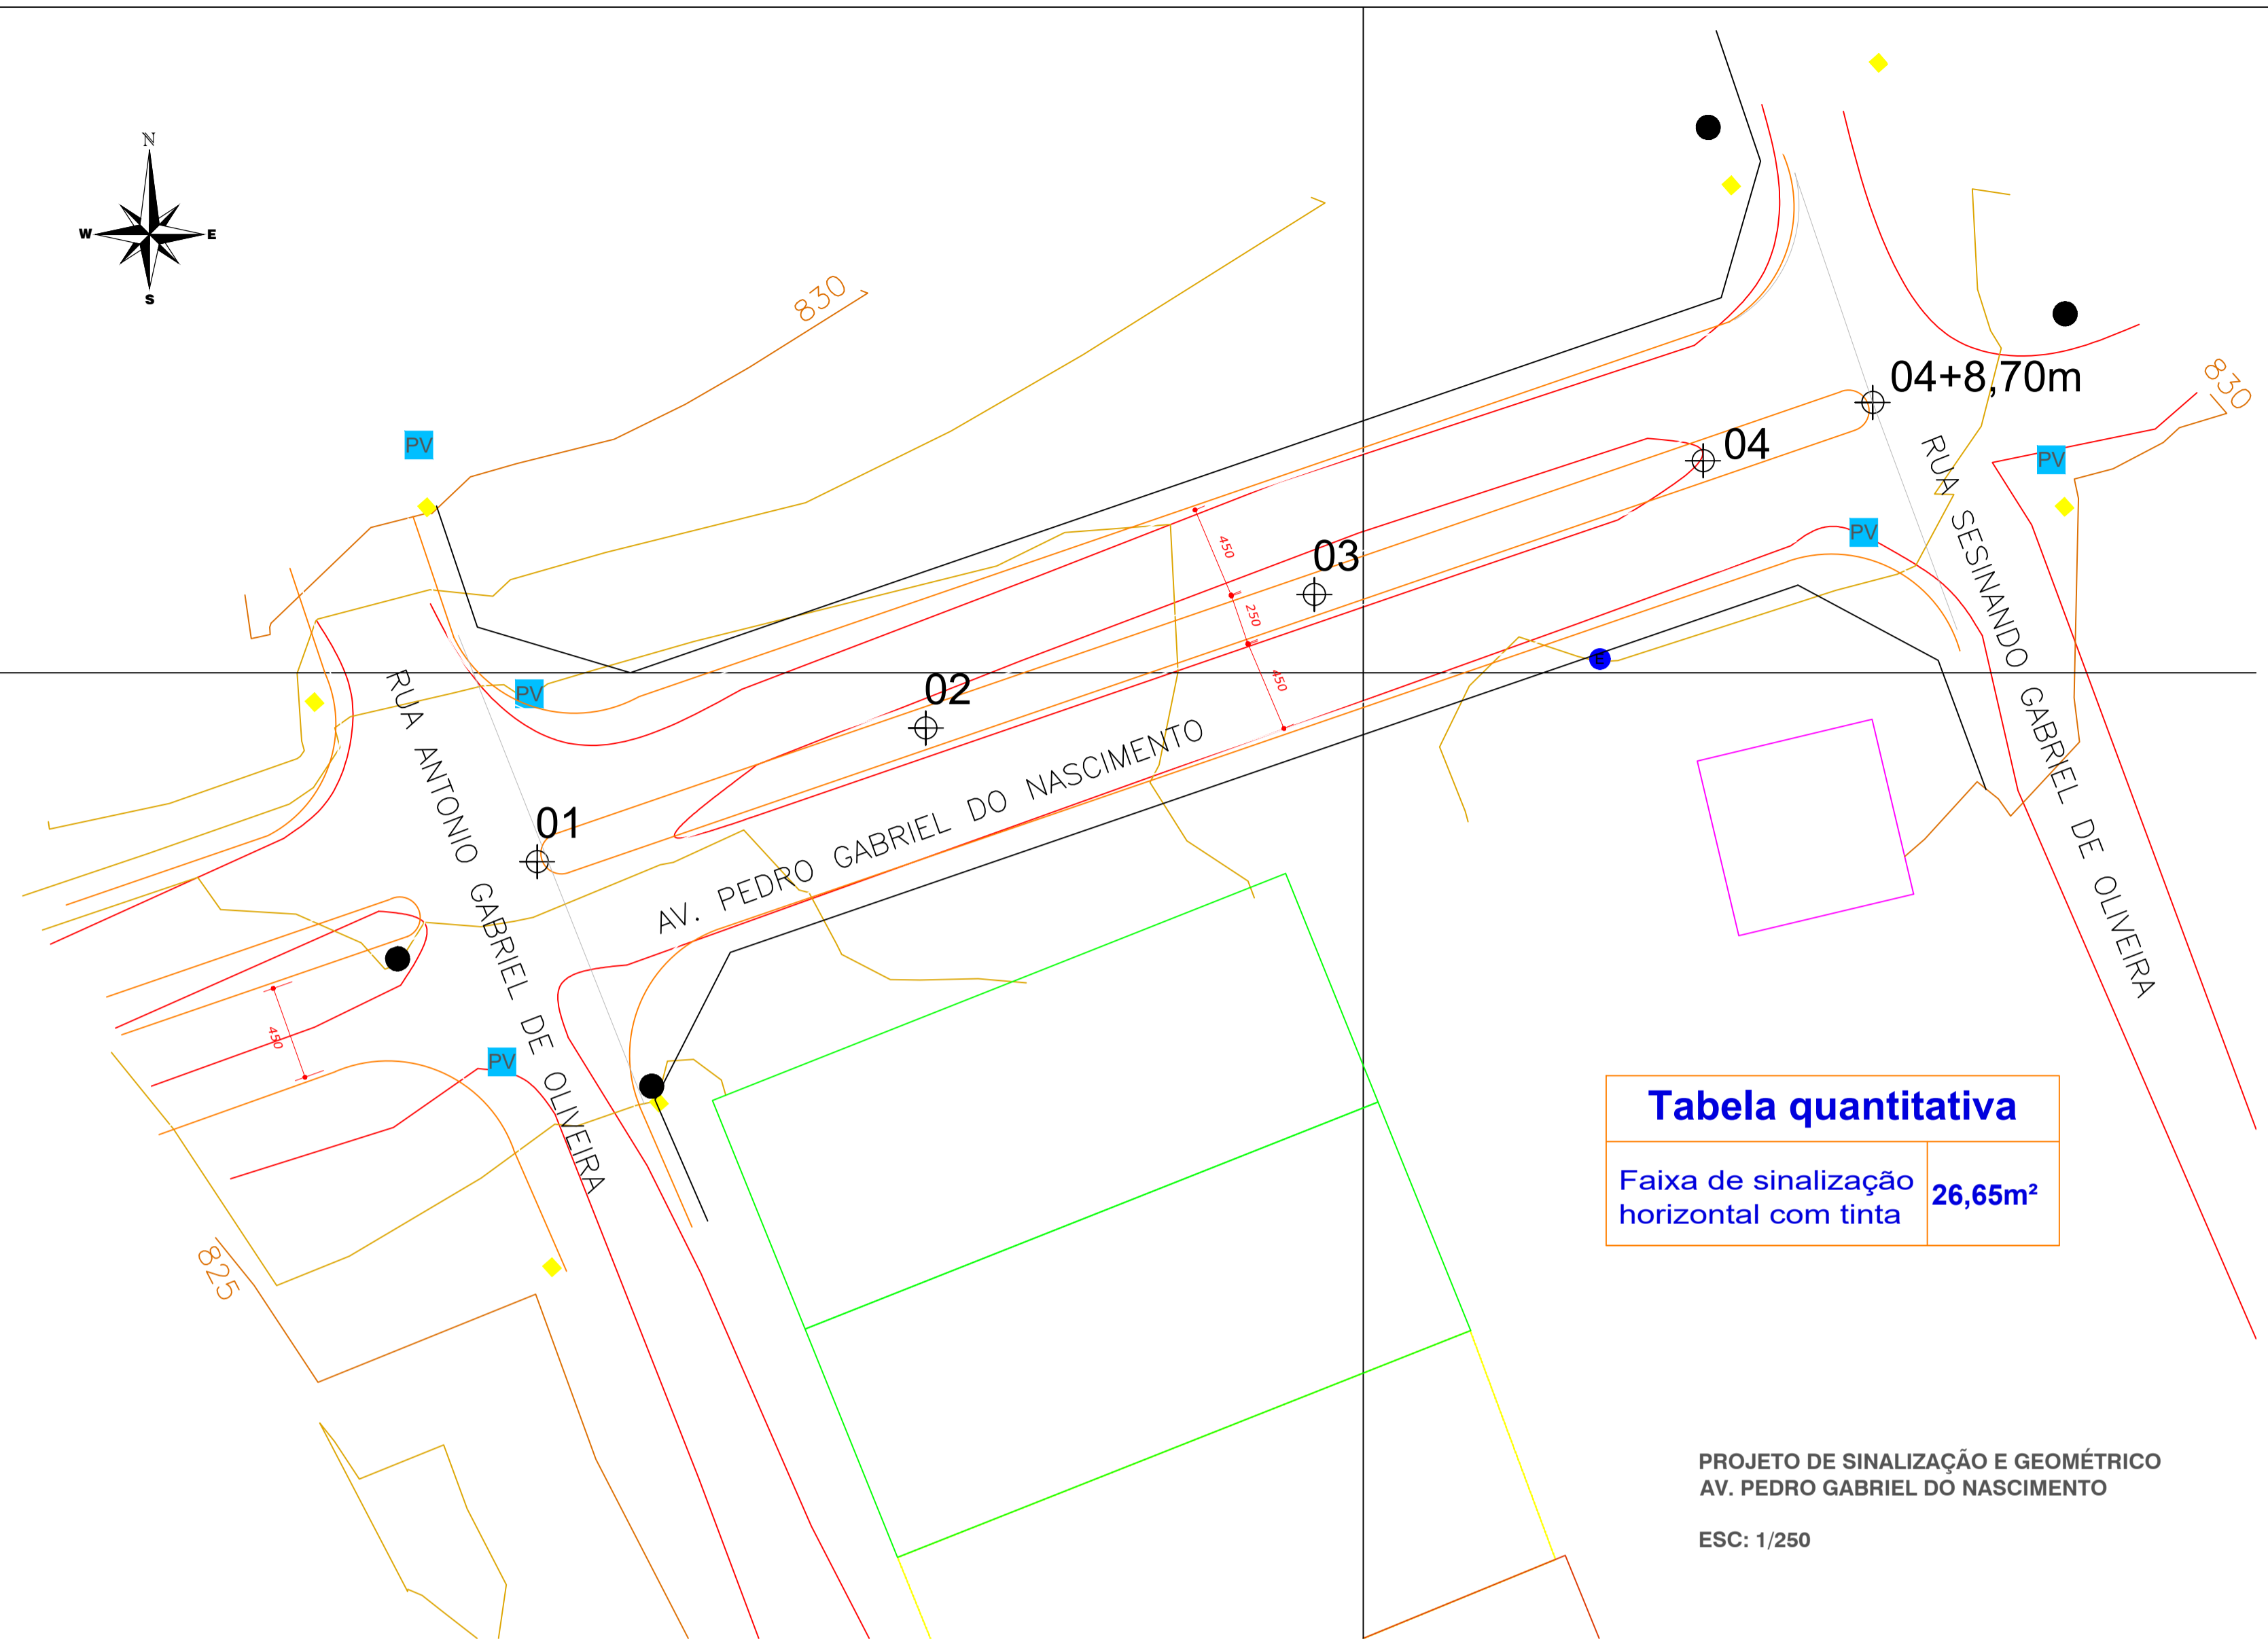 N
W
E
S
830
04+8,70m
830
PV
PV
04
RUA SESINANDO GABRIEL DE OLIVEIRA
PV
450
03
250
450
E
PV
02
RUA ANTONIO GABRIEL DE OLIVEIRA
AV. PEDRO GABRIEL DO NASCIMENTO
01
450
PV
825
Tabela quantitativa
Faixa de sinalização
horizontal com tinta
26,65m²
PROJETO DE SINALIZAÇÃO E GEOMÉTRICO
AV. PEDRO GABRIEL DO NASCIMENTO
ESC: 1/250